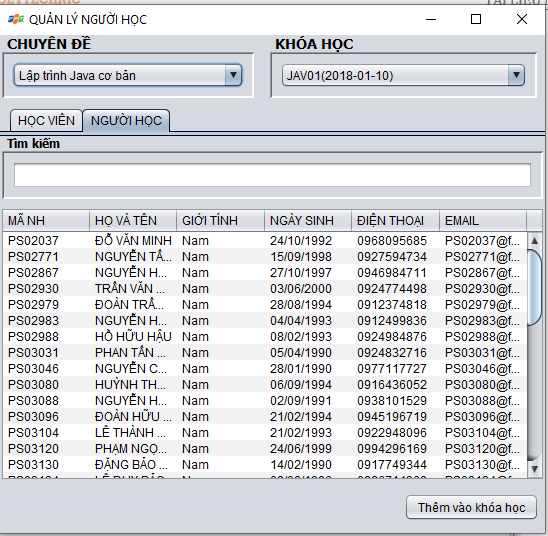 QUẢN LÝ NGƯỜI HỌC
CHUYÊN ĐỀ KHÓA HỌC
Lập trình Java cơ bản JAV01(2018-01-10)
HỌC VIÊN NGƯỜI HỌC
Tìm kiếm
MÃ NH HỌ VÀ TÊN GIỚI TÍNH NGÀY SINH ĐIỆN THOẠI EMAIL
PS02037 ĐỖ VĂN MINH Nam 24/10/1992 0968095685 PS02037@f...
PS02771 NGUYỄN TẤ... Nam 15/09/1998 0927594734 PS02771@f...
PS02867 NGUYỄN H... Nam 27/10/1997 0946984711 PS02867@f...
PS02930 TRẦN VĂN ... Nam 03/06/2000 0924774498 PS02930@f...
PS02979 ĐOÀN TRẦ... Nam 28/08/1994 0912374818 PS02979@f...
PS02983 NGUYỄN H... Nam 04/04/1993 0912499836 PS02983@f...
PS02988 HỒ HỮU HẬU Nam 08/02/1993 0924984876 PS02988@f...
PS03031 PHAN TẤN ... Nam 05/04/1990 0924832716 PS03031@f...
PS03046 NGUYỄN C... Nam 28/01/1990 0977117727 PS03046@f...
PS03080 HUỲNH TH... Nam 06/09/1994 0916436052 PS03080@f...
PS03088 NGUYỄN H... Nam 02/09/1991 0938101529 PS03088@f...
PS03096 ĐOÀN HỮU ... Nam 21/02/1994 0945196719 PS03096@f...
PS03104 LÊ THÀNH ... Nam 21/02/1993 0922948096 PS03104@f...
PS03120 PHẠM NGỌ... Nam 24/06/1999 0994296169 PS03120@f...
PS03130 ĐẶNG BẢO ... Nam 14/02/1990 0917749344 PS03130@f...
Thêm vào khóa học